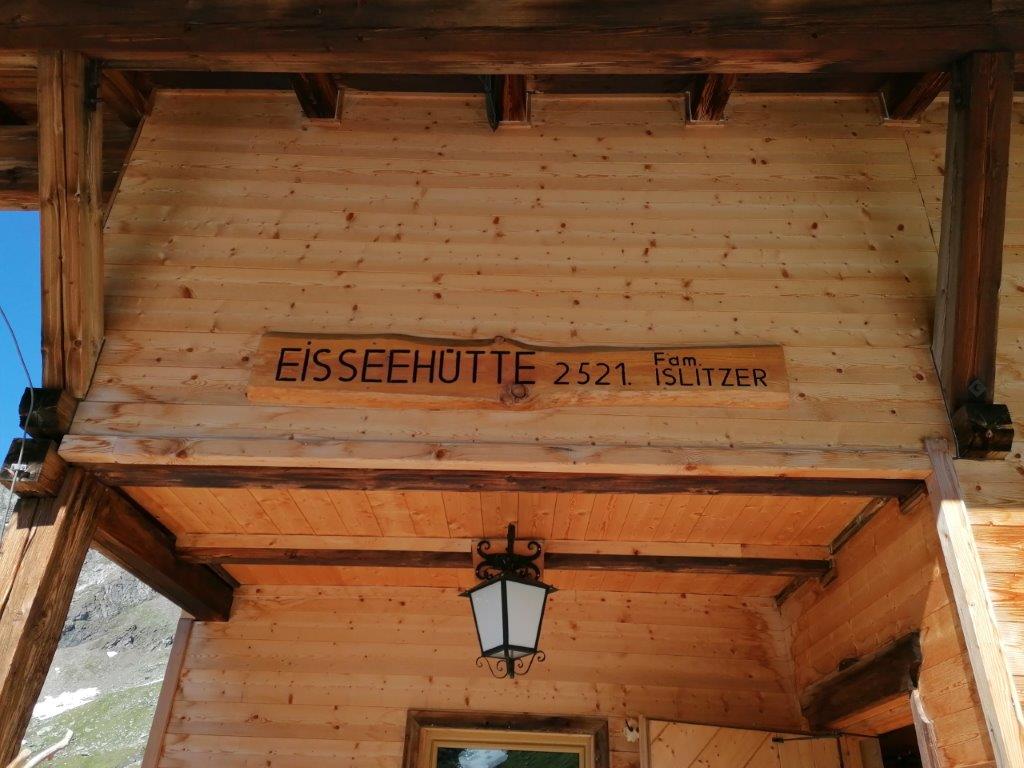 EISSEEHÜTTE 2521. Fam.
ISLITZER